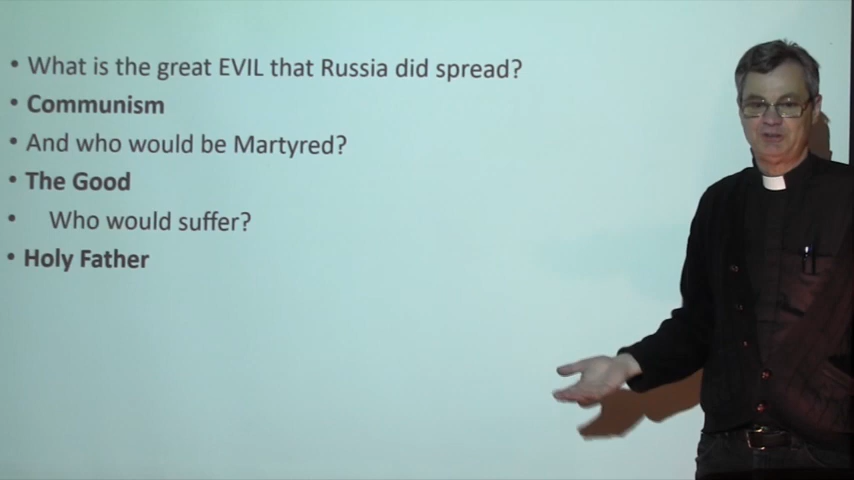 • What is the great EVIL that Russia did spread?
• Communism
• And who would be Martyred?
• The Good
• Who would suffer?
• Holy Father